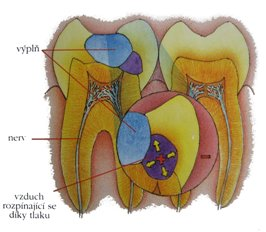 výplň
nerv
vzduch
rozpínající se
díky tlaku